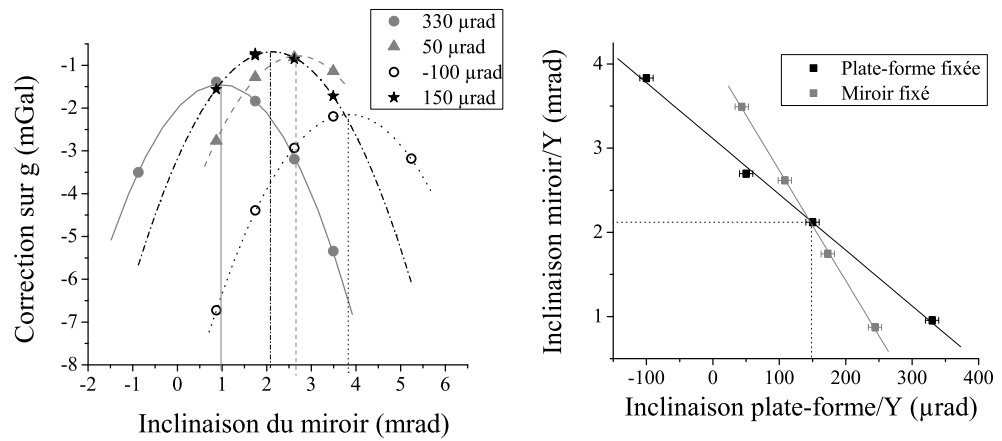 330 µrad
50 µrad
-100 µrad
150 µrad
Correction sur g (mGal)
-1
-2
-3
-4
-5
-6
-7
-8
-2 -1 0 1 2 3 4 5 6
Inclinaison du miroir (mrad)
Plate-forme fixée
Miroir fixé
Inclinaison miroir/Y (mrad)
4
3
2
1
-100 0 100 200 300 400
Inclinaison plate-forme/Y (µrad)